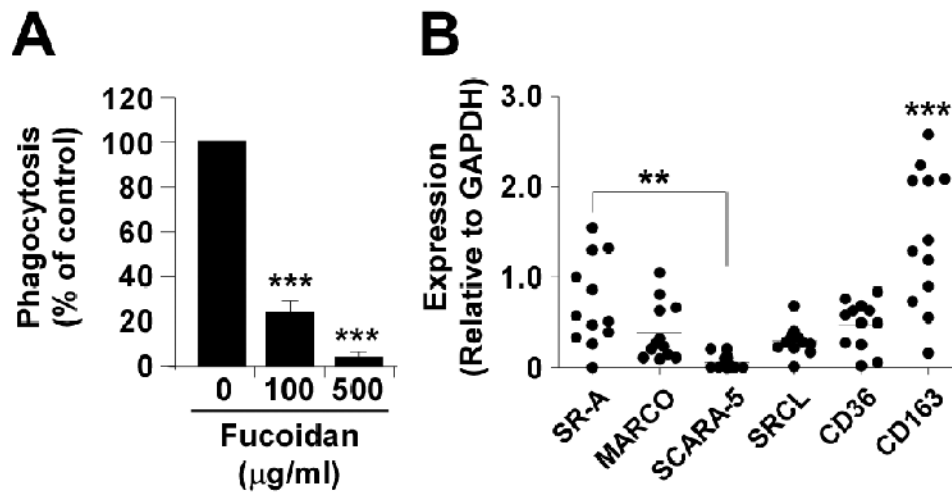 A
Phagocytosis
(% of control)
120
100
80
60
40
20
0
***
***
0 100 500
Fucoidan
(μg/ml)
B
Expression
(Relative to GAPDH)
3.0
2.0
1.0
0
**
***
SR-A
MARCO
SCARA-5
SRCL
CD36
CD163